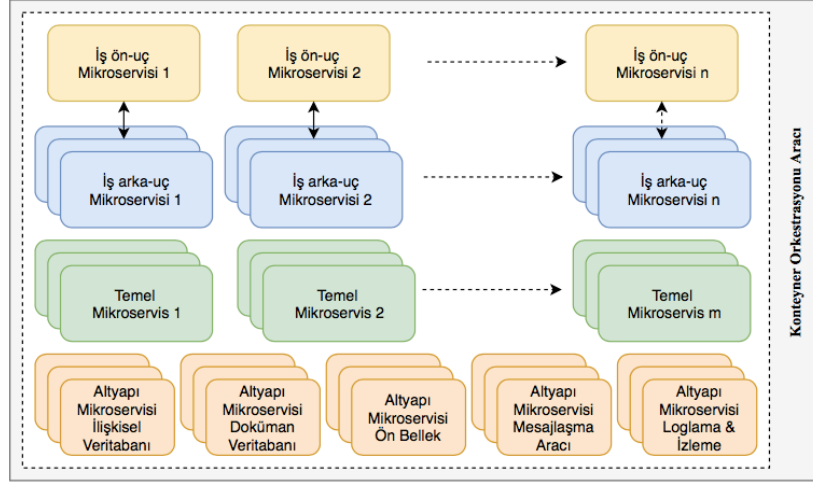 İş ön-uç
Mikroservisi 1
İş ön-uç
Mikroservisi 2
İş ön-uç
Mikroservisi n
İş arka-uç
Mikroservisi 1
İş arka-uç
Mikroservisi 2
İş arka-uç
Mikroservisi n
Temel
Mikroservis 1
Temel
Mikroservis 2
Temel
Mikroservis m
Altyapı
Mikroservisi
İlişkisel
Veritabanı
Altyapı
Mikroservisi
Doküman
Veritabanı
Altyapı
Mikroservisi
Ön Bellek
Altyapı
Mikroservisi
Mesajlaşma
Aracı
Altyapı
Mikroservisi
Loglama &
İzleme
Konteyner Orkestrasyonu Aracı